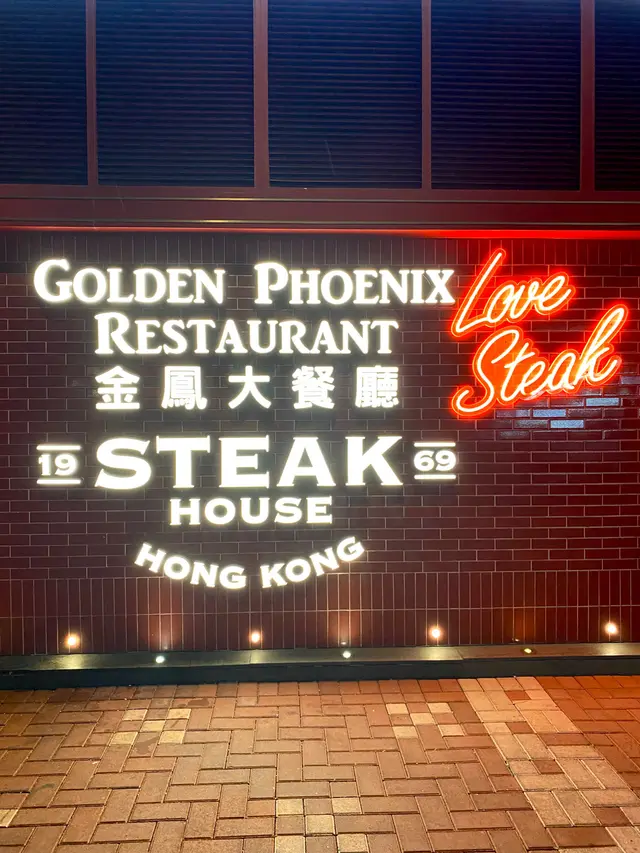 GOLDEN PHOENIX
RESTAURANT
金鳳大餐廳
19 STEAK 69
HOUSE
HONG KONG
Love
Steak